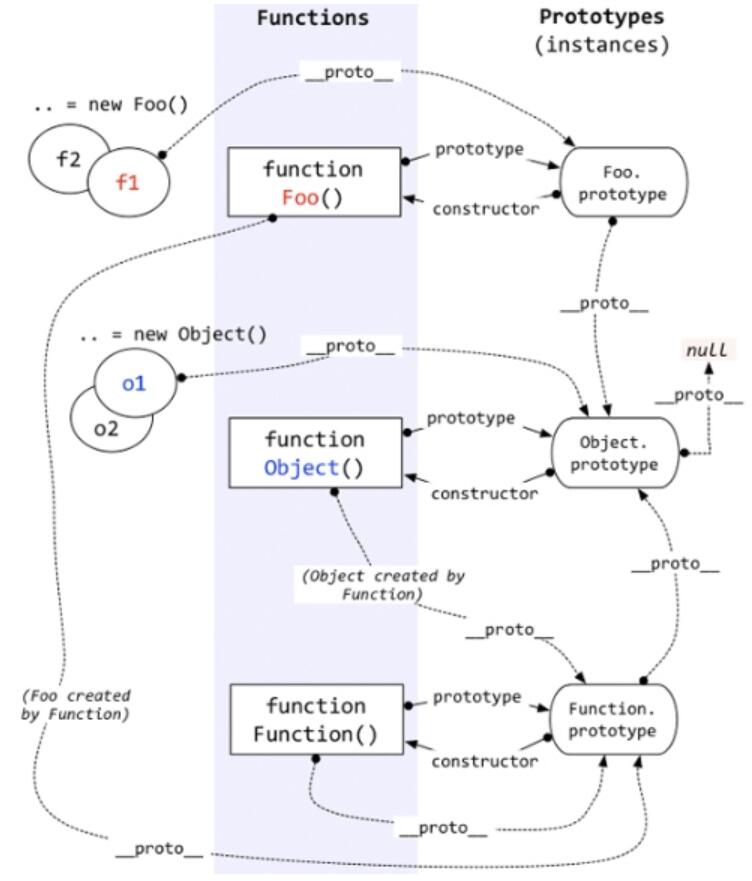 Functions
Prototypes
(instances)
__proto__
.. = new Foo()
f2
f1
function
Foo()
prototype
constructor
Foo.
prototype
__proto__
.. = new Object()
__proto__
null
__proto__
o1
o2
function
Object()
prototype
constructor
Object.
prototype
(Object created by
Function)
__proto__
__proto__
(Foo created
by Function)
function
Function()
prototype
constructor
Function.
prototype
__proto__
__proto__